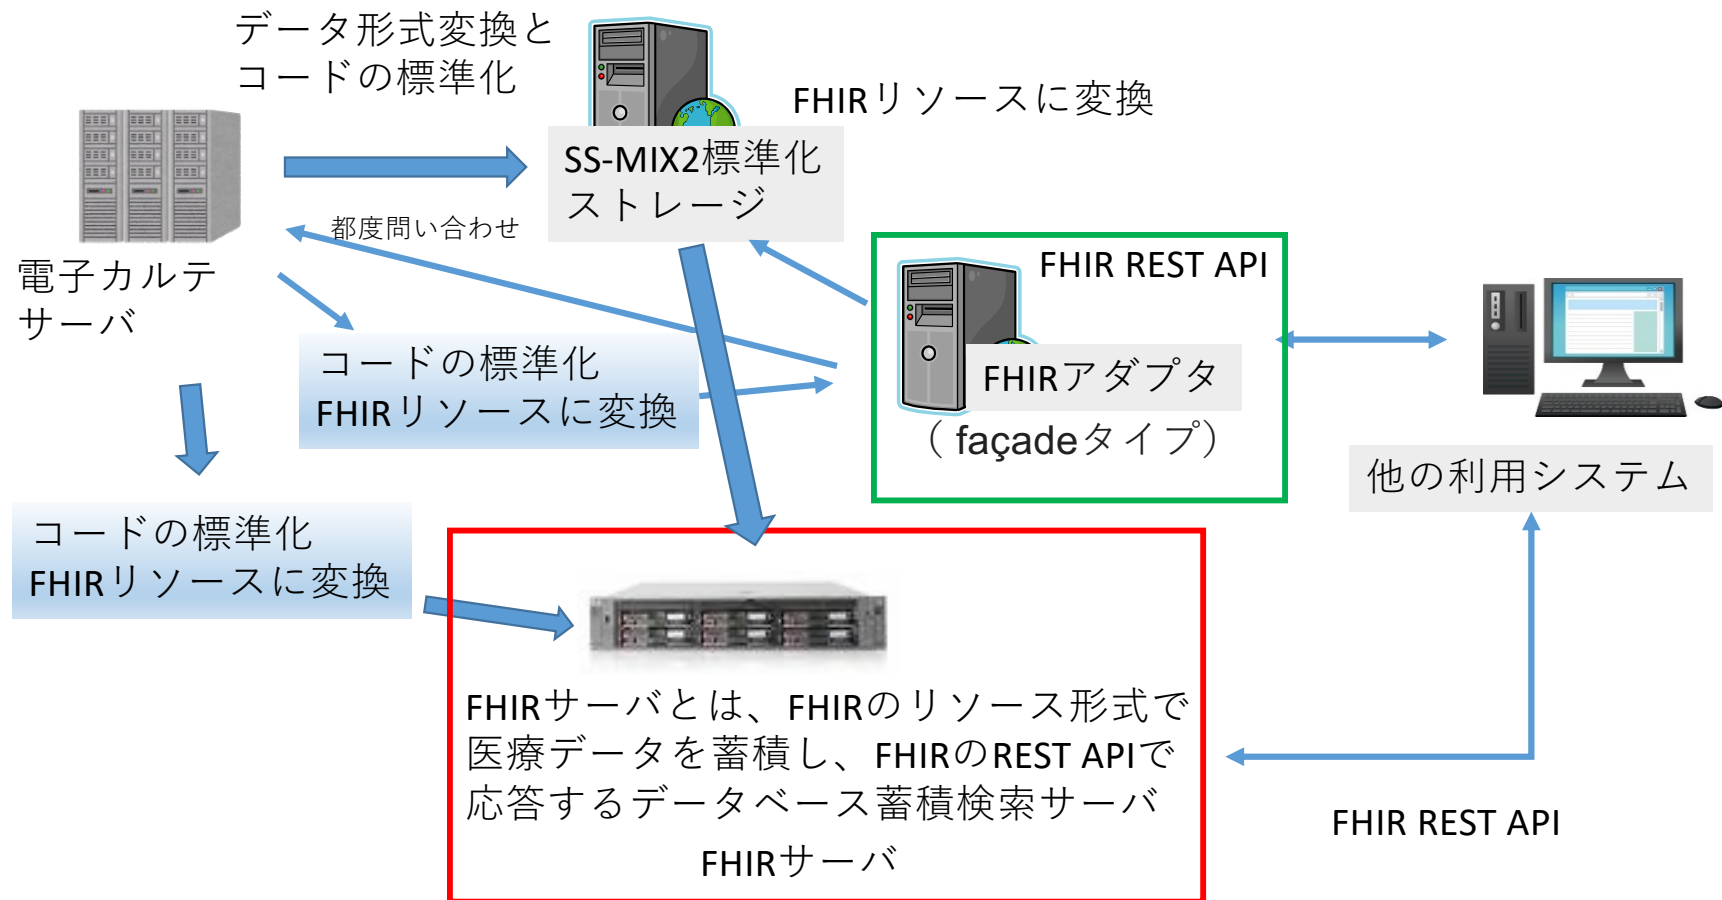 データ形式変換と
コードの標準化
FHIRリソースに変換
SS-MIX2標準化
ストレージ
都度問い合わせ
電子カルテ
サーバ
FHIR REST API
コードの標準化
FHIRリソースに変換
FHIRアダプタ
（ façadeタイプ）
他の利用システム
コードの標準化
FHIRリソースに変換
FHIRサーバとは、FHIRのリソース形式で
医療データを蓄積し、FHIRのREST APIで
応答するデータベース蓄積検索サーバ
FHIRサーバ
FHIR REST API